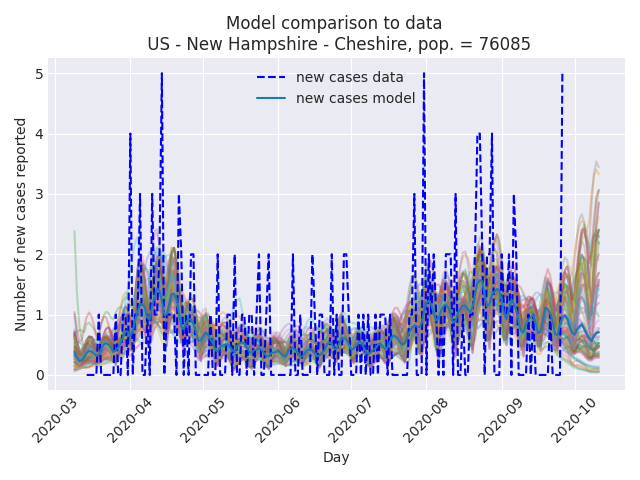 Model comparison to data
US - New Hampshire - Cheshire, pop. = 76085
new cases data
new cases model
Number of new cases reported
5
4
3
2
1
0
2020-03
2020-04
2020-05
2020-06
2020-07
2020-08
2020-09
2020-10
Day